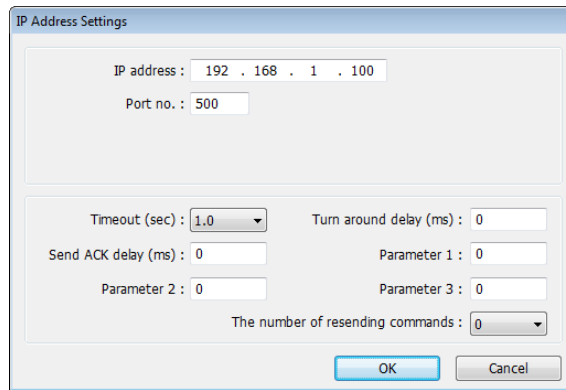 IP Address Settings
IP address : 192 . 168 . 1 . 100
Port no. : 500
Timeout (sec) : 1.0 Turn around delay (ms) : 0
Send ACK delay (ms) : 0 Parameter 1 : 0
Parameter 2 : 0 Parameter 3 : 0
The number of resending commands : 0
OK Cancel